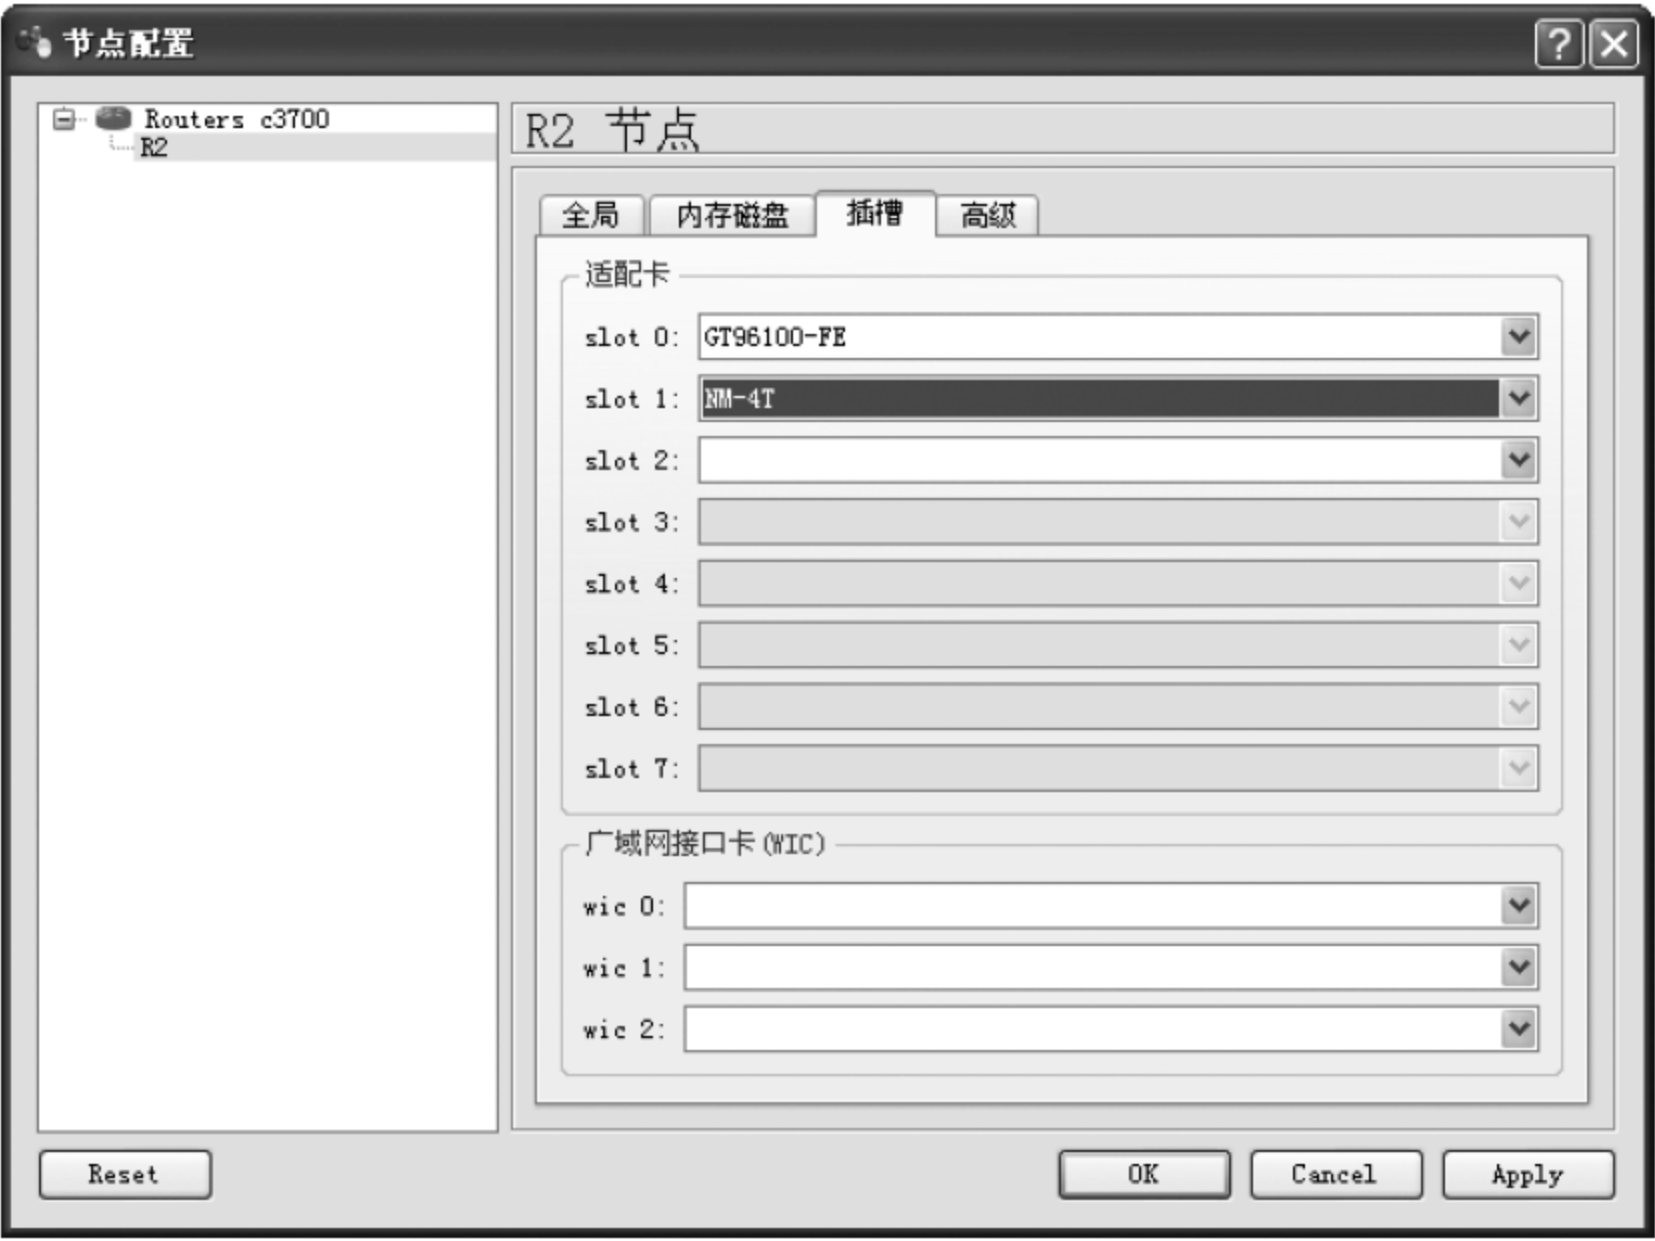 节点配置
Routers c3700
R2
R2 节点
全局 内存磁盘 插槽 高级
适配卡
slot 0: GT96100-FE
slot 1: NM-4T
slot 2:
slot 3:
slot 4:
slot 5:
slot 6:
slot 7:
广域网接口卡(WIC)
wic 0:
wic 1:
wic 2:
Reset OK Cancel Apply